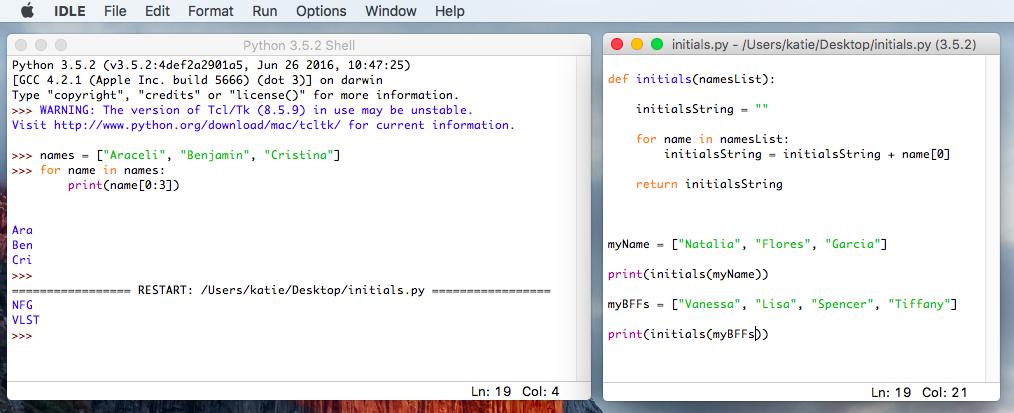 IDLE File Edit Format Run Options Window Help
Python 3.5.2 Shell
Python 3.5.2 (v3.5.2:4def2a2901a5, Jun 26 2016, 10:47:25)
[GCC 4.2.1 (Apple Inc. build 5666) (dot 3)] on darwin
Type "copyright", "credits" or "license()" for more information.
>>> WARNING: The version of Tcl/Tk (8.5.9) in use may be unstable.
Visit http://www.python.org/download/mac/tcltk/ for current information.
>>> names = ["Araceli", "Benjamin", "Cristina"]
>>> for name in names:
        print(name[0:3])
Ara
Ben
Cri
>>>
================= RESTART: /Users/katie/Desktop/initials.py =================
NFG
VLST
>>>
Ln: 19 Col: 4
initials.py - /Users/katie/Desktop/initials.py (3.5.2)
def initials(namesList):
    initialsString = ""
    for name in namesList:
        initialsString = initialsString + name[0]
    return initialsString
myName = ["Natalia", "Flores", "Garcia"]
print(initials(myName))
myBFFs = ["Vanessa", "Lisa", "Spencer", "Tiffany"]
print(initials(myBFFs))
Ln: 19 Col: 21